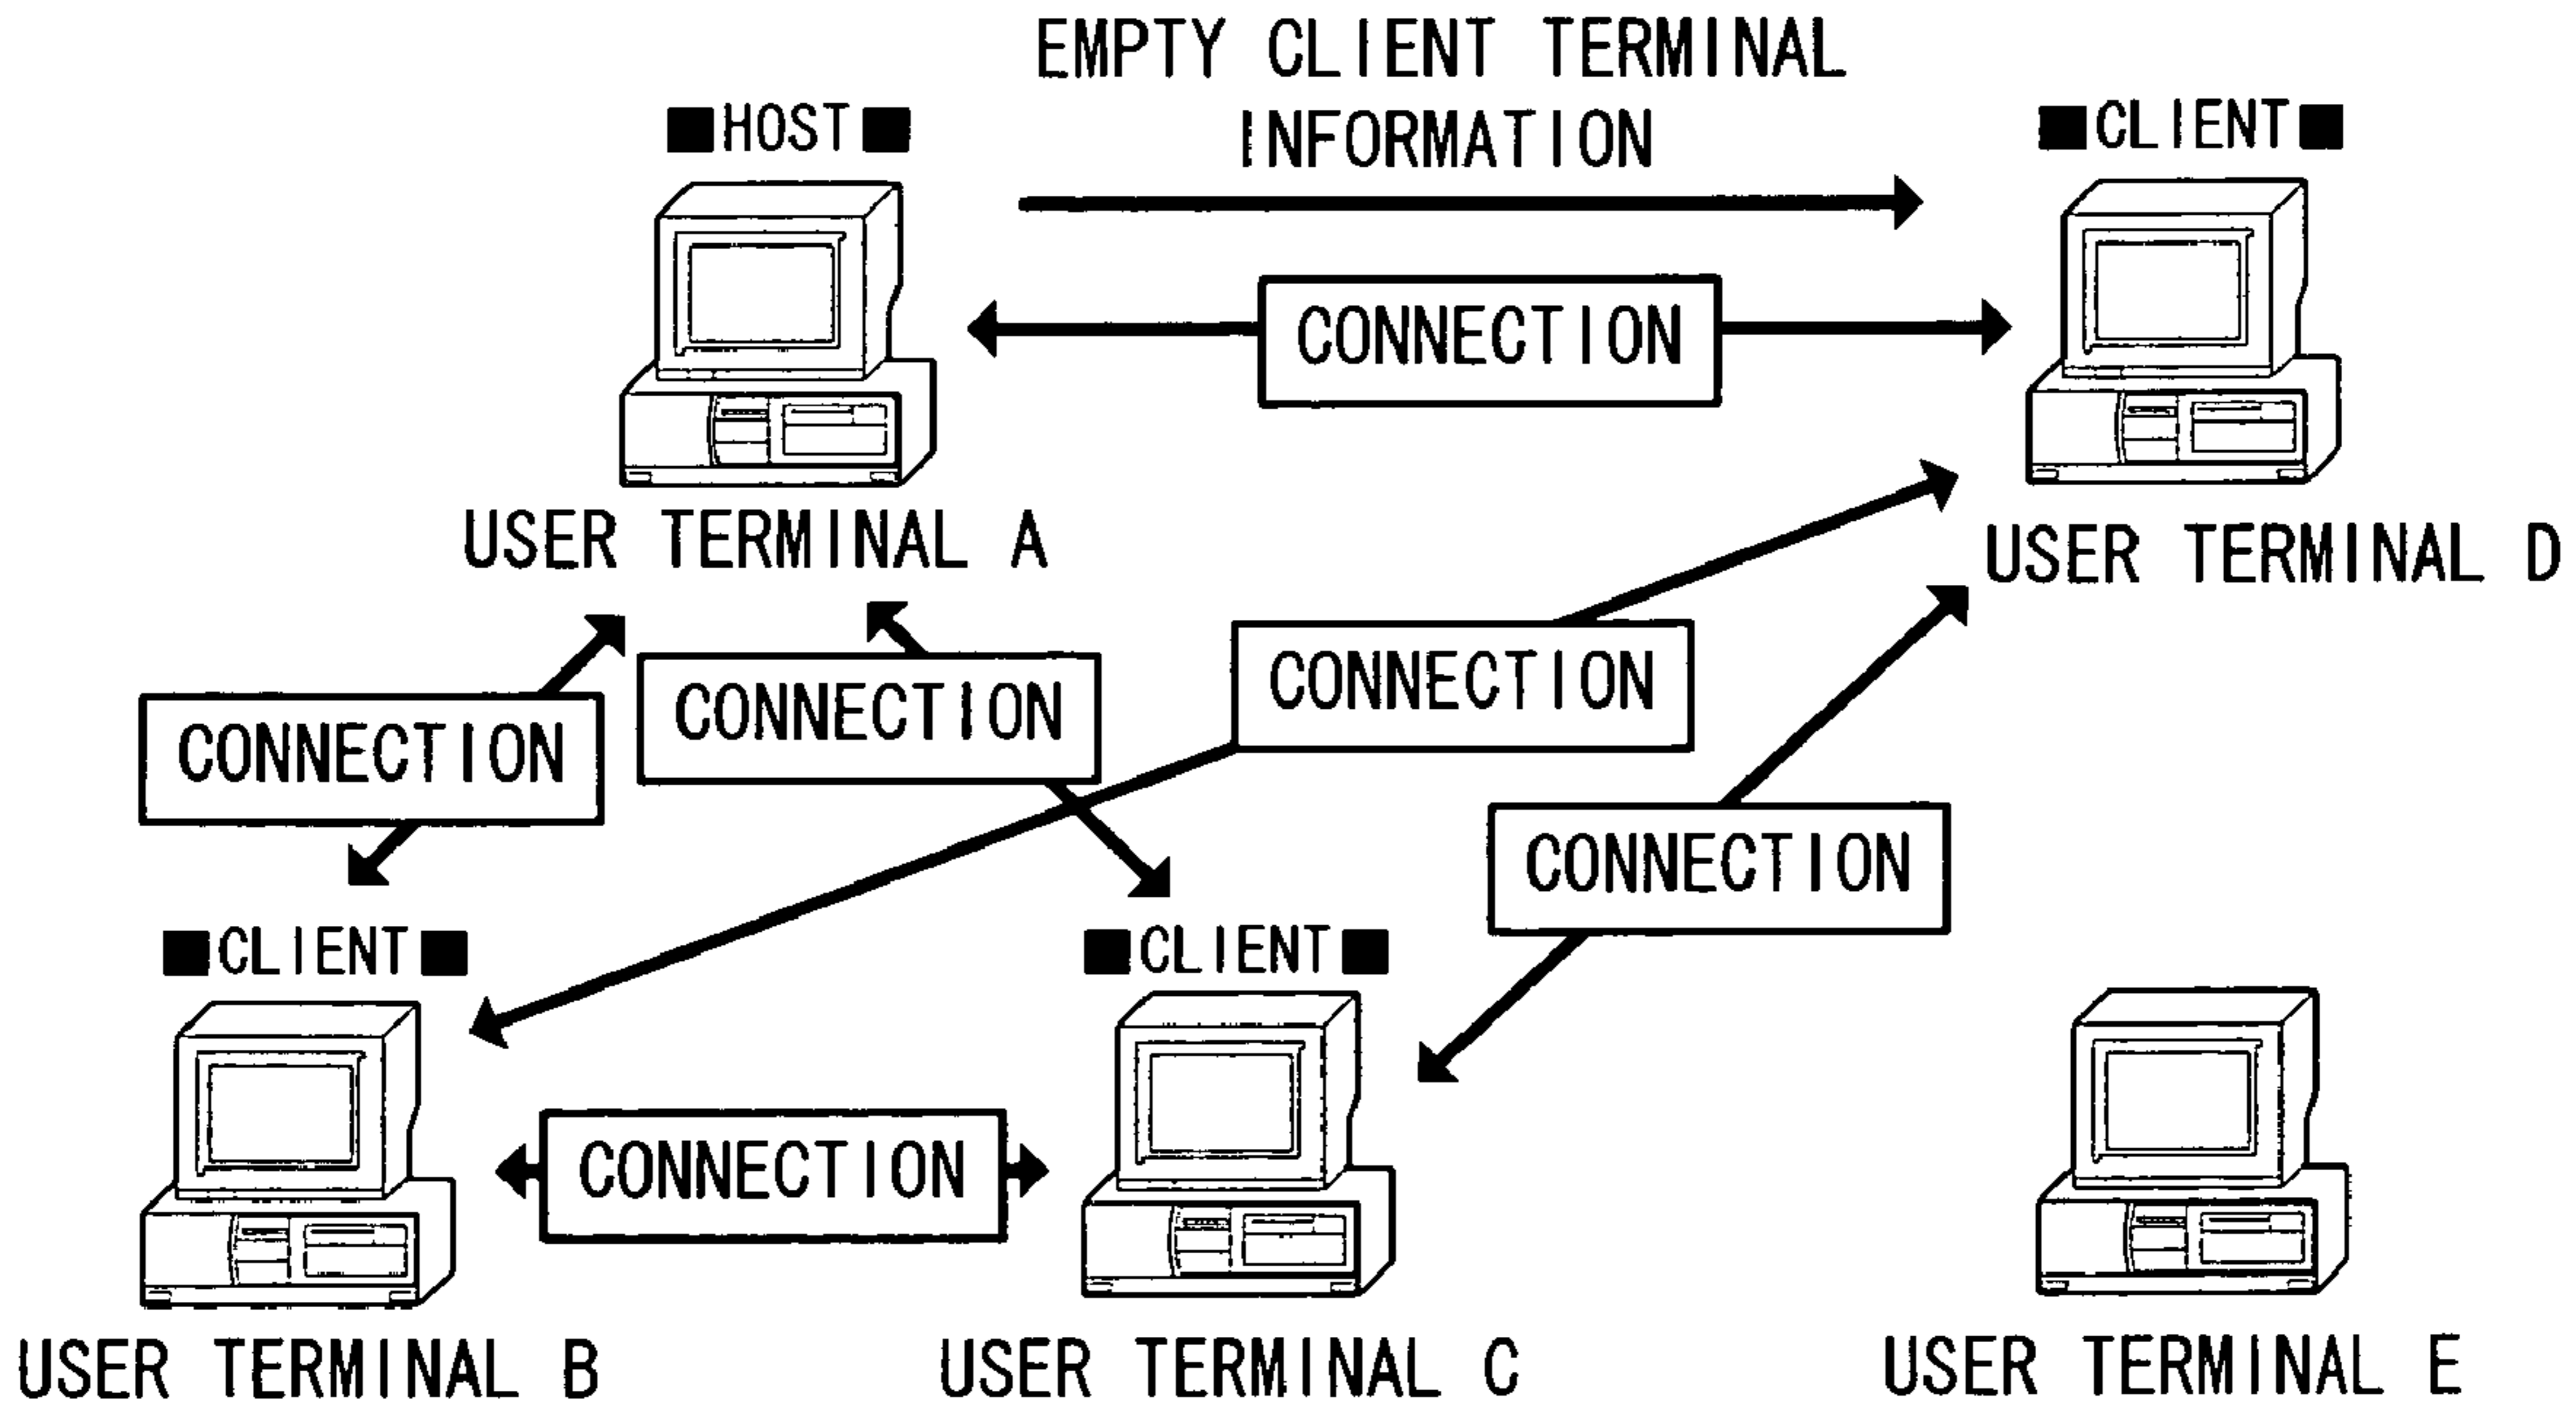 EMPTY CLIENT TERMINAL
INFORMATION
■HOST■
■CLIENT■
CONNECTION
USER TERMINAL A
USER TERMINAL D
CONNECTION
CONNECTION
CONNECTION
CONNECTION
■CLIENT■
■CLIENT■
CONNECTION
USER TERMINAL B
USER TERMINAL C
USER TERMINAL E